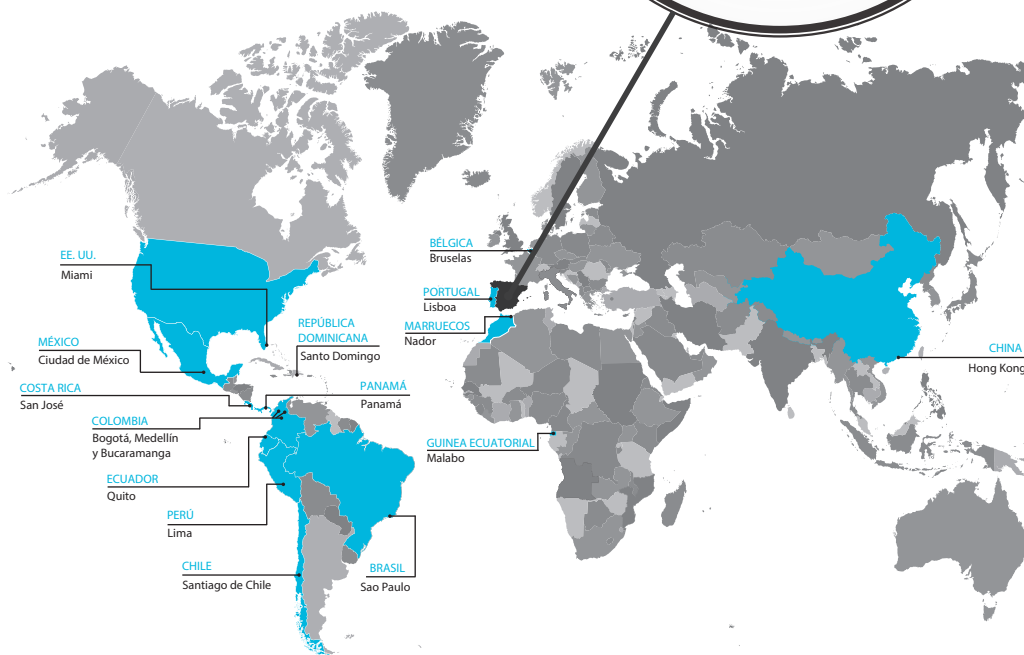 EE. UU.
Miami
MÉXICO
Ciudad de México
COSTA RICA
San José
REPÚBLICA
DOMINICANA
Santo Domingo
PANAMÁ
Panamá
COLOMBIA
Bogotá, Medellín
y Bucaramanga
ECUADOR
Quito
PERÚ
Lima
CHILE
Santiago de Chile
BRASIL
Sao Paulo
BÉLGICA
Bruselas
PORTUGAL
Lisboa
MARRUECOS
Nador
GUINEA ECUATORIAL
Malabo
CHINA
Hong Kong